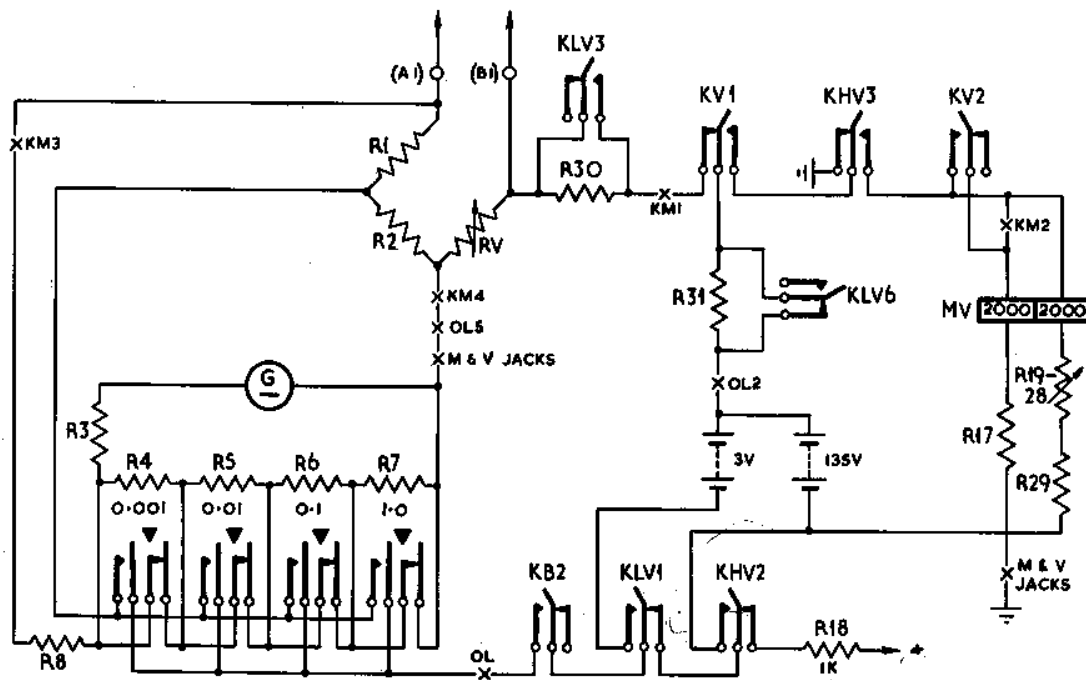 KLV3
(A1)
(B1)
KV1
KHV3
KV2
KM3
R1
R30
KM1
KM2
R2
RV
KM4
R31
KLV6
MV 2000 2000
OL5
M & V JACKS
G
OL2
R19-
28
R3
R17
R4 R5 R6 R7
3V
135V
R29
0.001 0.01 0.1 1.0
KB2 KLV1 KHV2
M & V
JACKS
R8
OL
R18
1K
+